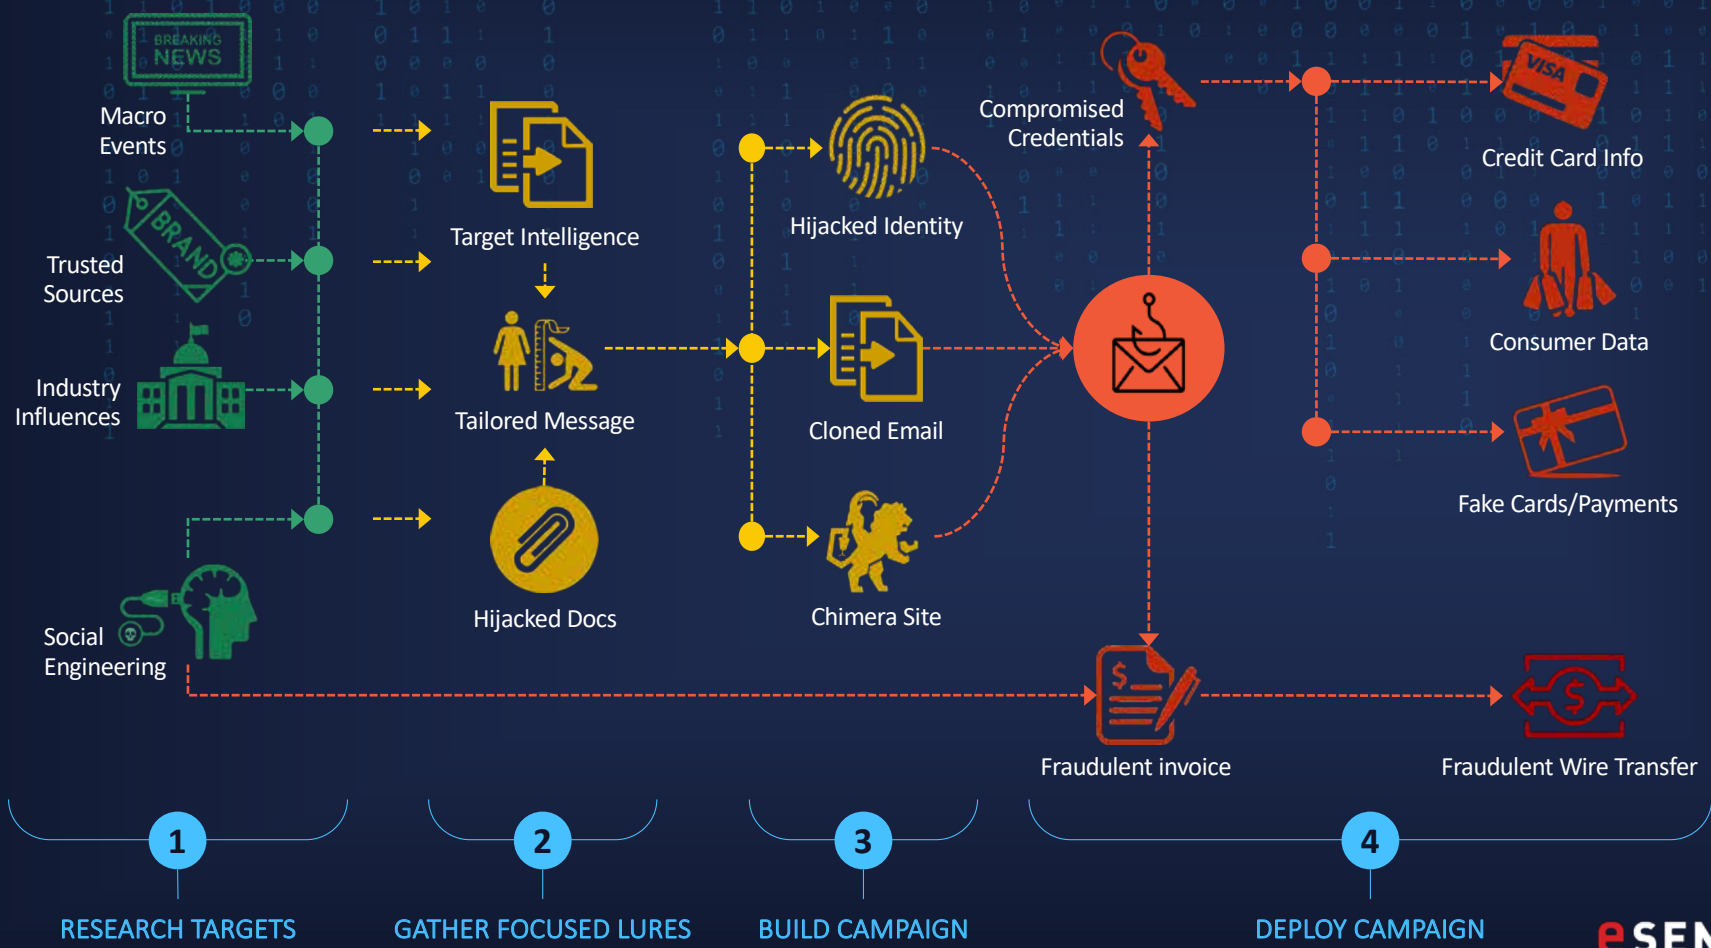 BREAKING
NEWS
Macro
Events
BRAND
Trusted
Sources
Industry
Influences
Social
Engineering
Target Intelligence
Tailored Message
Hijacked Docs
Hijacked Identity
Cloned Email
Chimera Site
Compromised
Credentials
VISA
Credit Card Info
Consumer Data
Fake Cards/Payments
$
Fraudulent invoice
$
Fraudulent Wire Transfer
1
2
3
4
RESEARCH TARGETS
GATHER FOCUSED LURES
BUILD CAMPAIGN
DEPLOY CAMPAIGN
eSEN